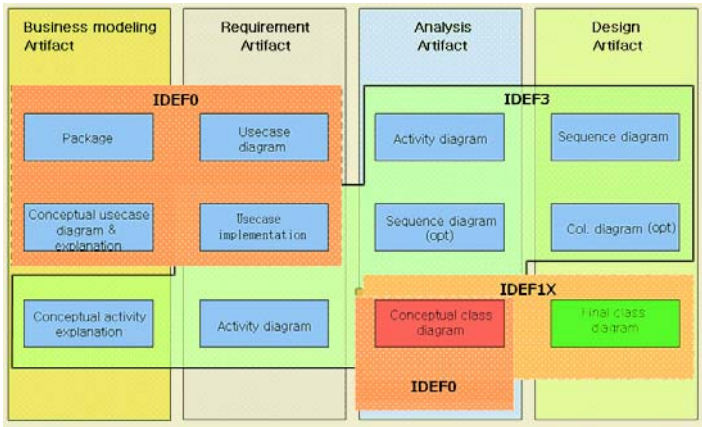 Business modeling
Artifact
Requirement
Artifact
Analysis
Artifact
Design
Artifact
IDEF0
IDEF3
Package
Usecase
diagram
Activity diagram
Sequence diagram
Conceptual usecase
diagram &
explanation
Usecase
implementation
Sequence diagram
(opt)
Col. diagram (opt)
IDEF1X
Conceptual activity
explanation
Activity diagram
Conceptual class
diagram
Final class
diagram
IDEF0